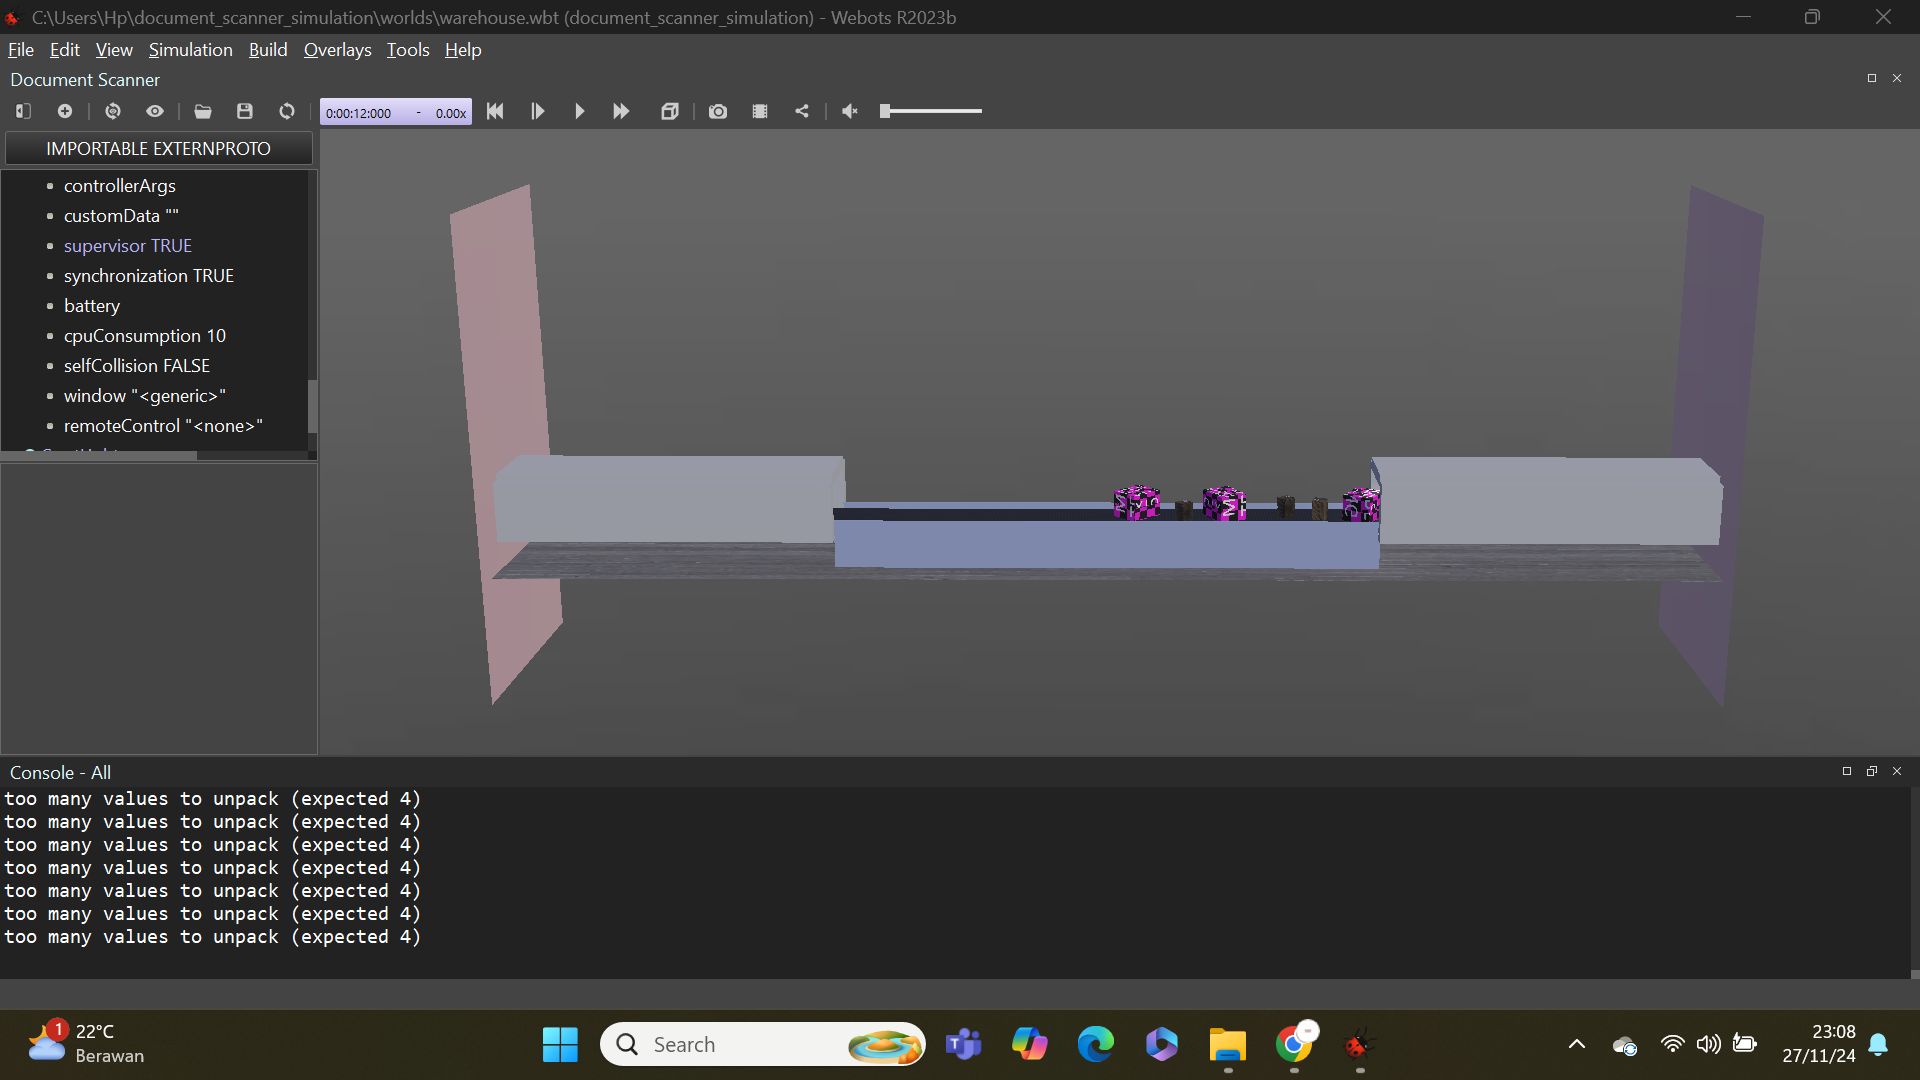 C:\Users\Hp\document_scanner_simulation\worlds\warehouse.wbt (document_scanner_simulation) - Webots R2023b
File Edit View Simulation Build Overlays Tools Help
Document Scanner
0:00:12:000 - 0.00x
IMPORTABLE EXTERNPROTO
controllerArgs
customData ""
supervisor TRUE
synchronization TRUE
battery
cpuConsumption 10
selfCollision FALSE
window "<generic>"
remoteControl "<none>"
Console - All
too many values to unpack (expected 4)
too many values to unpack (expected 4)
too many values to unpack (expected 4)
too many values to unpack (expected 4)
too many values to unpack (expected 4)
too many values to unpack (expected 4)
too many values to unpack (expected 4)
1
22°C
Berawan
Search
23:08
27/11/24